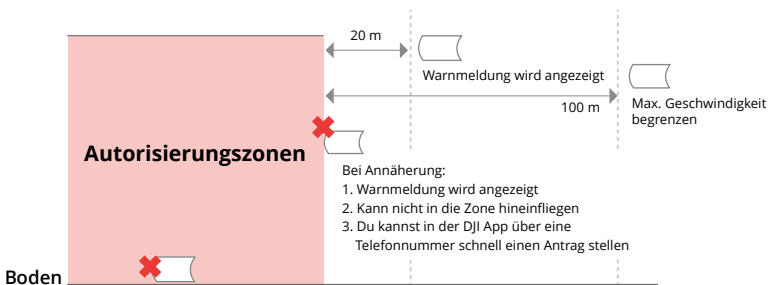 20 m
Warnmeldung wird angezeigt
100 m
Max. Geschwindigkeit
begrenzen
Autorisierungszonen
Bei Annäherung:
1. Warnmeldung wird angezeigt
2. Kann nicht in die Zone hineinfliegen
3. Du kannst in der DJI App über eine
Telefonnummer schnell einen Antrag stellen
Boden